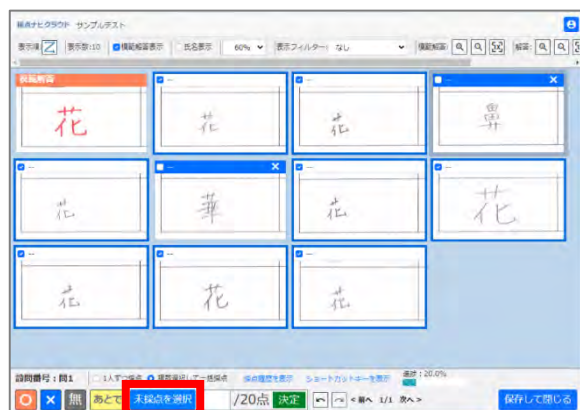 採点ナビクラウド サンプルテスト
表示順 表示数:10 模範解答表示 氏名表示 60% 表示フィルター: なし 模範解答: 解答:
模範解答
花
--
花
--
花
--
鼻
--
花
--
華
--
花
--
花
--
花
--
花
--
花
設問番号:問1 1人ずつ採点 複数選択して一括採点 採点履歴を表示 ショートカットキーを表示 進捗:20.0%
無 あとで 未採点を選択 /20点 決定 <前へ 1/1 次へ> 保存して閉じる